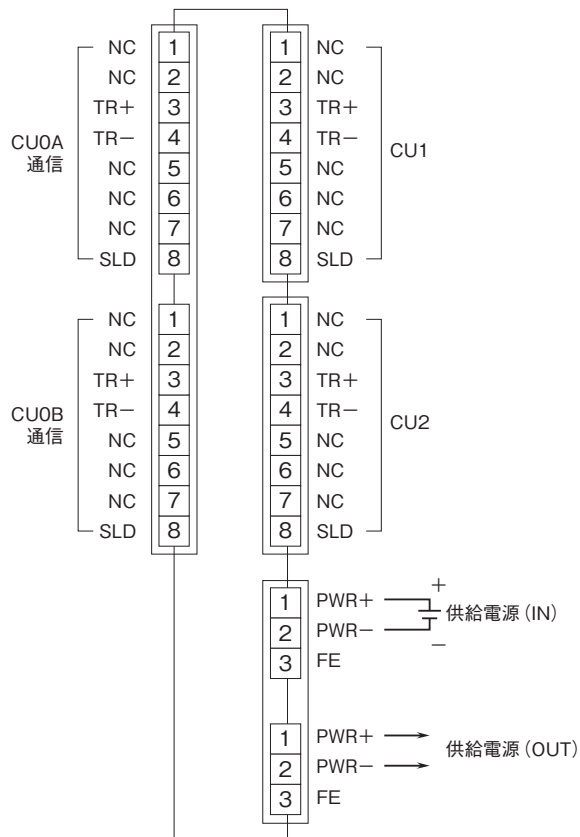 CU0A
通信
NC 1
NC 2
TR+ 3
TR− 4
NC 5
NC 6
NC 7
SLD 8
CU0B
通信
NC 1
NC 2
TR+ 3
TR− 4
NC 5
NC 6
NC 7
SLD 8
1 NC
2 NC
3 TR+
4 TR−
5 NC
6 NC
7 NC
8 SLD
CU1
1 NC
2 NC
3 TR+
4 TR−
5 NC
6 NC
7 NC
8 SLD
CU2
1 PWR+
2 PWR−
3 FE
+
−
供給電源(IN)
1 PWR+
2 PWR−
3 FE
供給電源(OUT)